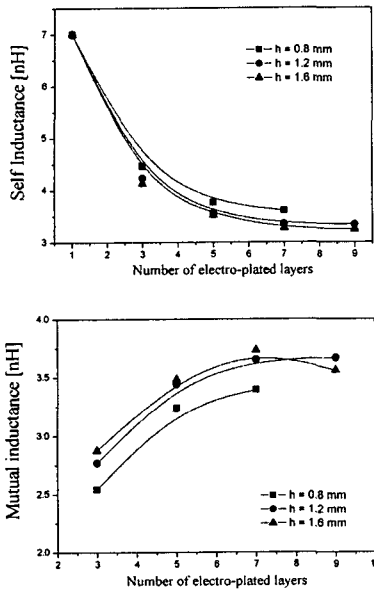 7
6
5
4
3
Self Inductance [nH]
h = 0.8 mm
h = 1.2 mm
h = 1.6 mm
1 2 3 4 5 6 7 8 9
Number of electro-plated layers
4.0
3.5
3.0
2.5
2.0
Mutual inductance [nH]
h = 0.8 mm
h = 1.2 mm
h = 1.6 mm
2 3 4 5 6 7 8 9 10
Number of electro-plated layers